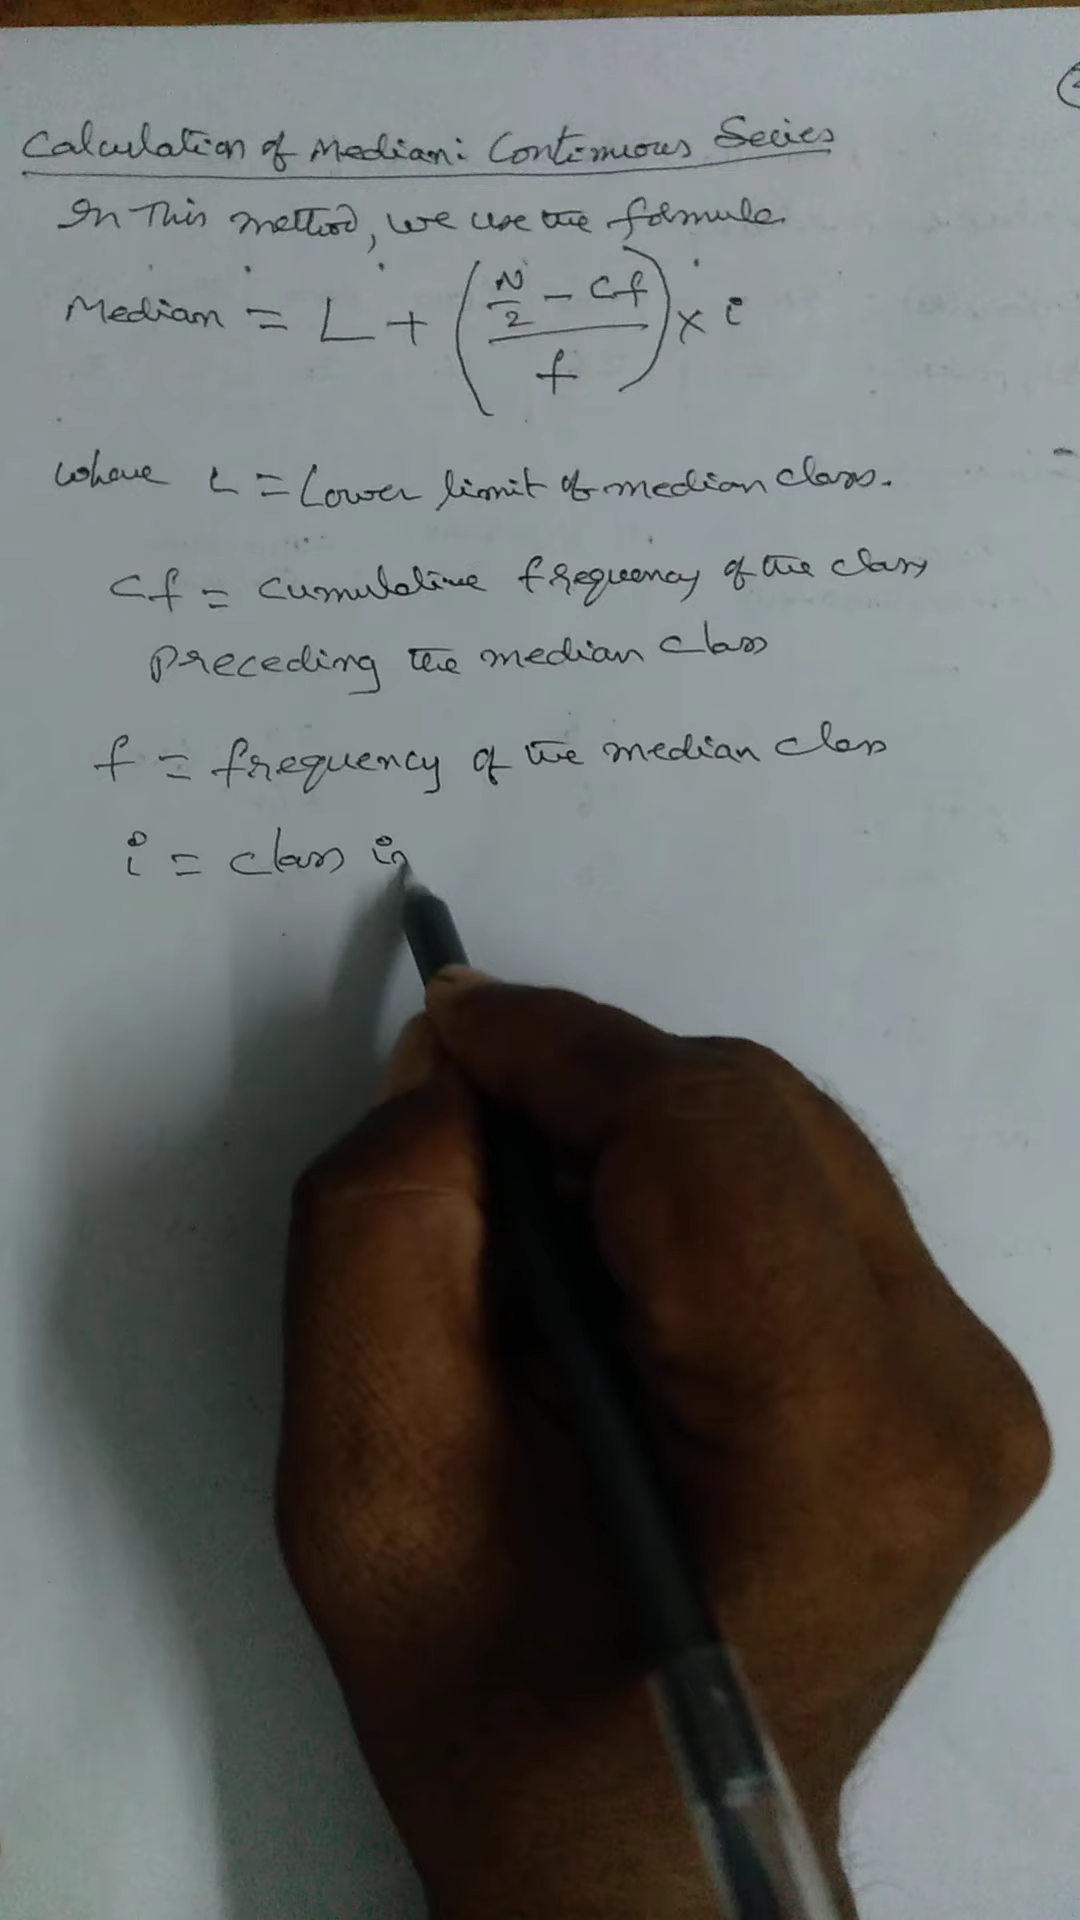 Calculation of Median: Continuous Series
In This method, we use the formula.
Median = L + ( (N/2 - Cf) / f ) × i
where L = Lower limit of median class.
Cf = cumulative frequency of the class
preceding the median class
f = frequency of the median class
i = class in